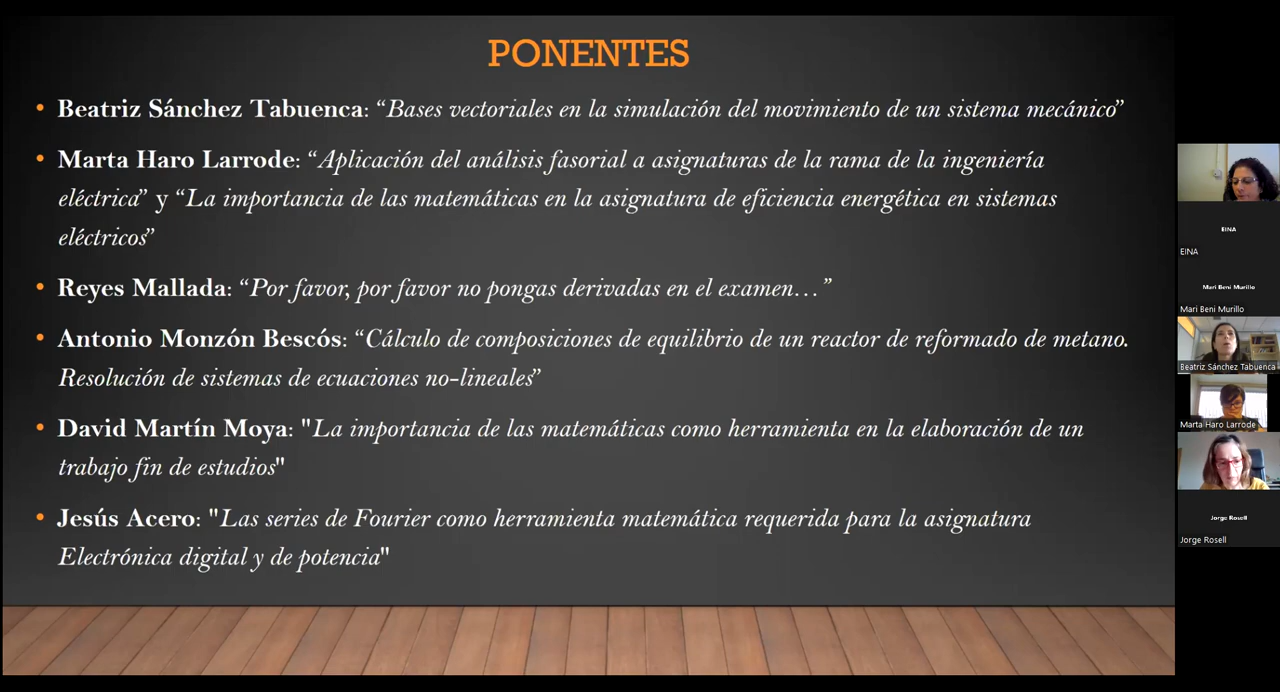 PONENTES
• Beatriz Sánchez Tabuenca: “Bases vectoriales en la simulación del movimiento de un sistema mecánico”
• Marta Haro Larrode: “Aplicación del análisis fasorial a asignaturas de la rama de la ingeniería
eléctrica” y “La importancia de las matemáticas en la asignatura de eficiencia energética en sistemas
eléctricos”
• Reyes Mallada: “Por favor, por favor no pongas derivadas en el examen…”
• Antonio Monzón Bescós: “Cálculo de composiciones de equilibrio de un reactor de reformado de metano.
Resolución de sistemas de ecuaciones no-lineales”
• David Martín Moya: "La importancia de las matemáticas como herramienta en la elaboración de un
trabajo fin de estudios"
• Jesús Acero: "Las series de Fourier como herramienta matemática requerida para la asignatura
Electrónica digital y de potencia"
EINA
EINA
Mari Beni Murillo
Mari Beni Murillo
Beatriz Sánchez Tabuenca
Marta Haro Larrode
Jorge Rosell
Jorge Rosell